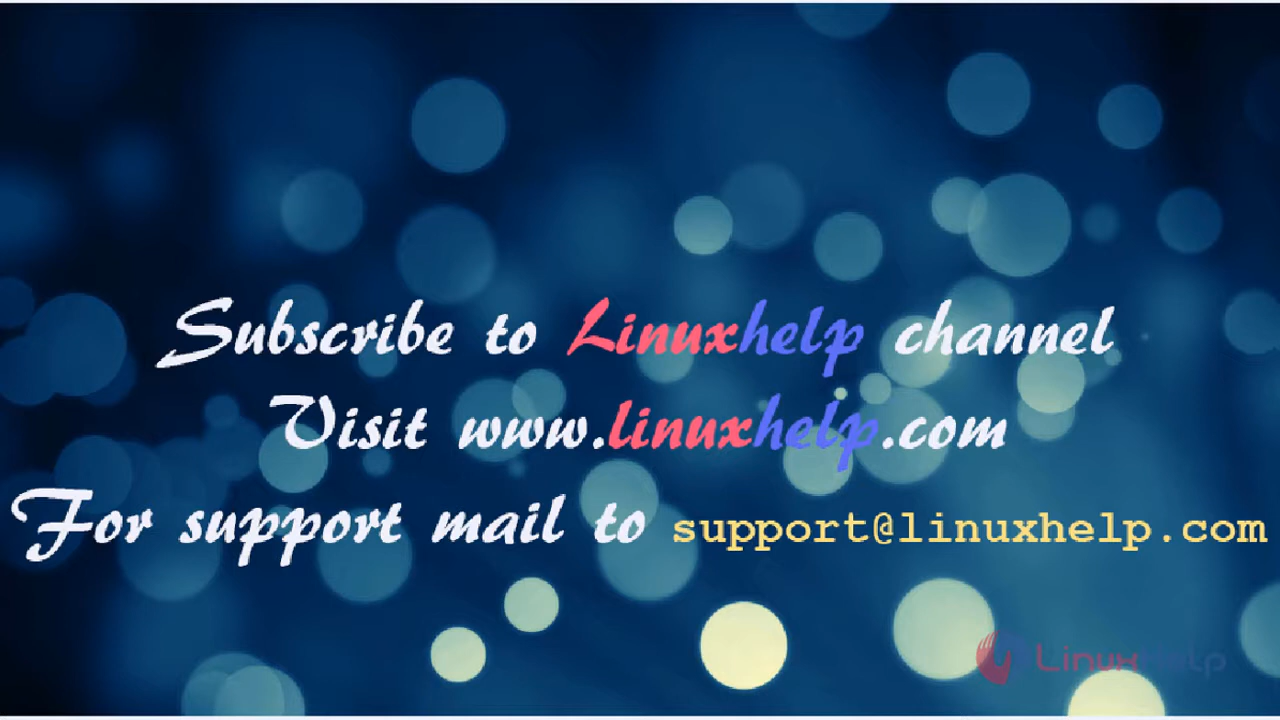 Subscribe to Linuxhelp channel
Visit www.linuxhelp.com
For support mail to support@linuxhelp.com
LinuxHelp